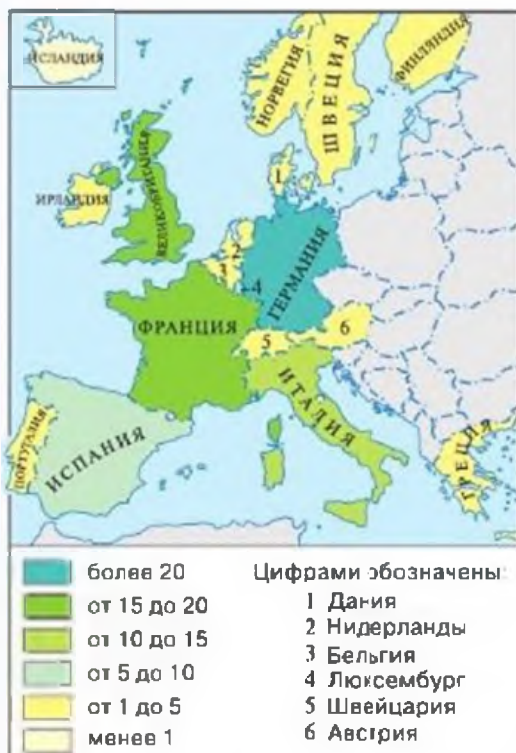 ИСЛАНДИЯ
НОРВЕГИЯ
ШВЕЦИЯ
ФИНЛЯНДИЯ
ИРЛАНДИЯ
ВЕЛИКОБРИТАНИЯ
1
2
3
4
ГЕРМАНИЯ
ФРАНЦИЯ
5
6
ИТАЛИЯ
ПОРТУГАЛИЯ
ИСПАНИЯ
ГРЕЦИЯ
более 20
от 15 до 20
от 10 до 15
от 5 до 10
от 1 до 5
менее 1
Цифрами обозначены:
1 Дания
2 Нидерланды
3 Бельгия
4 Люксембург
5 Швейцария
6 Австрия